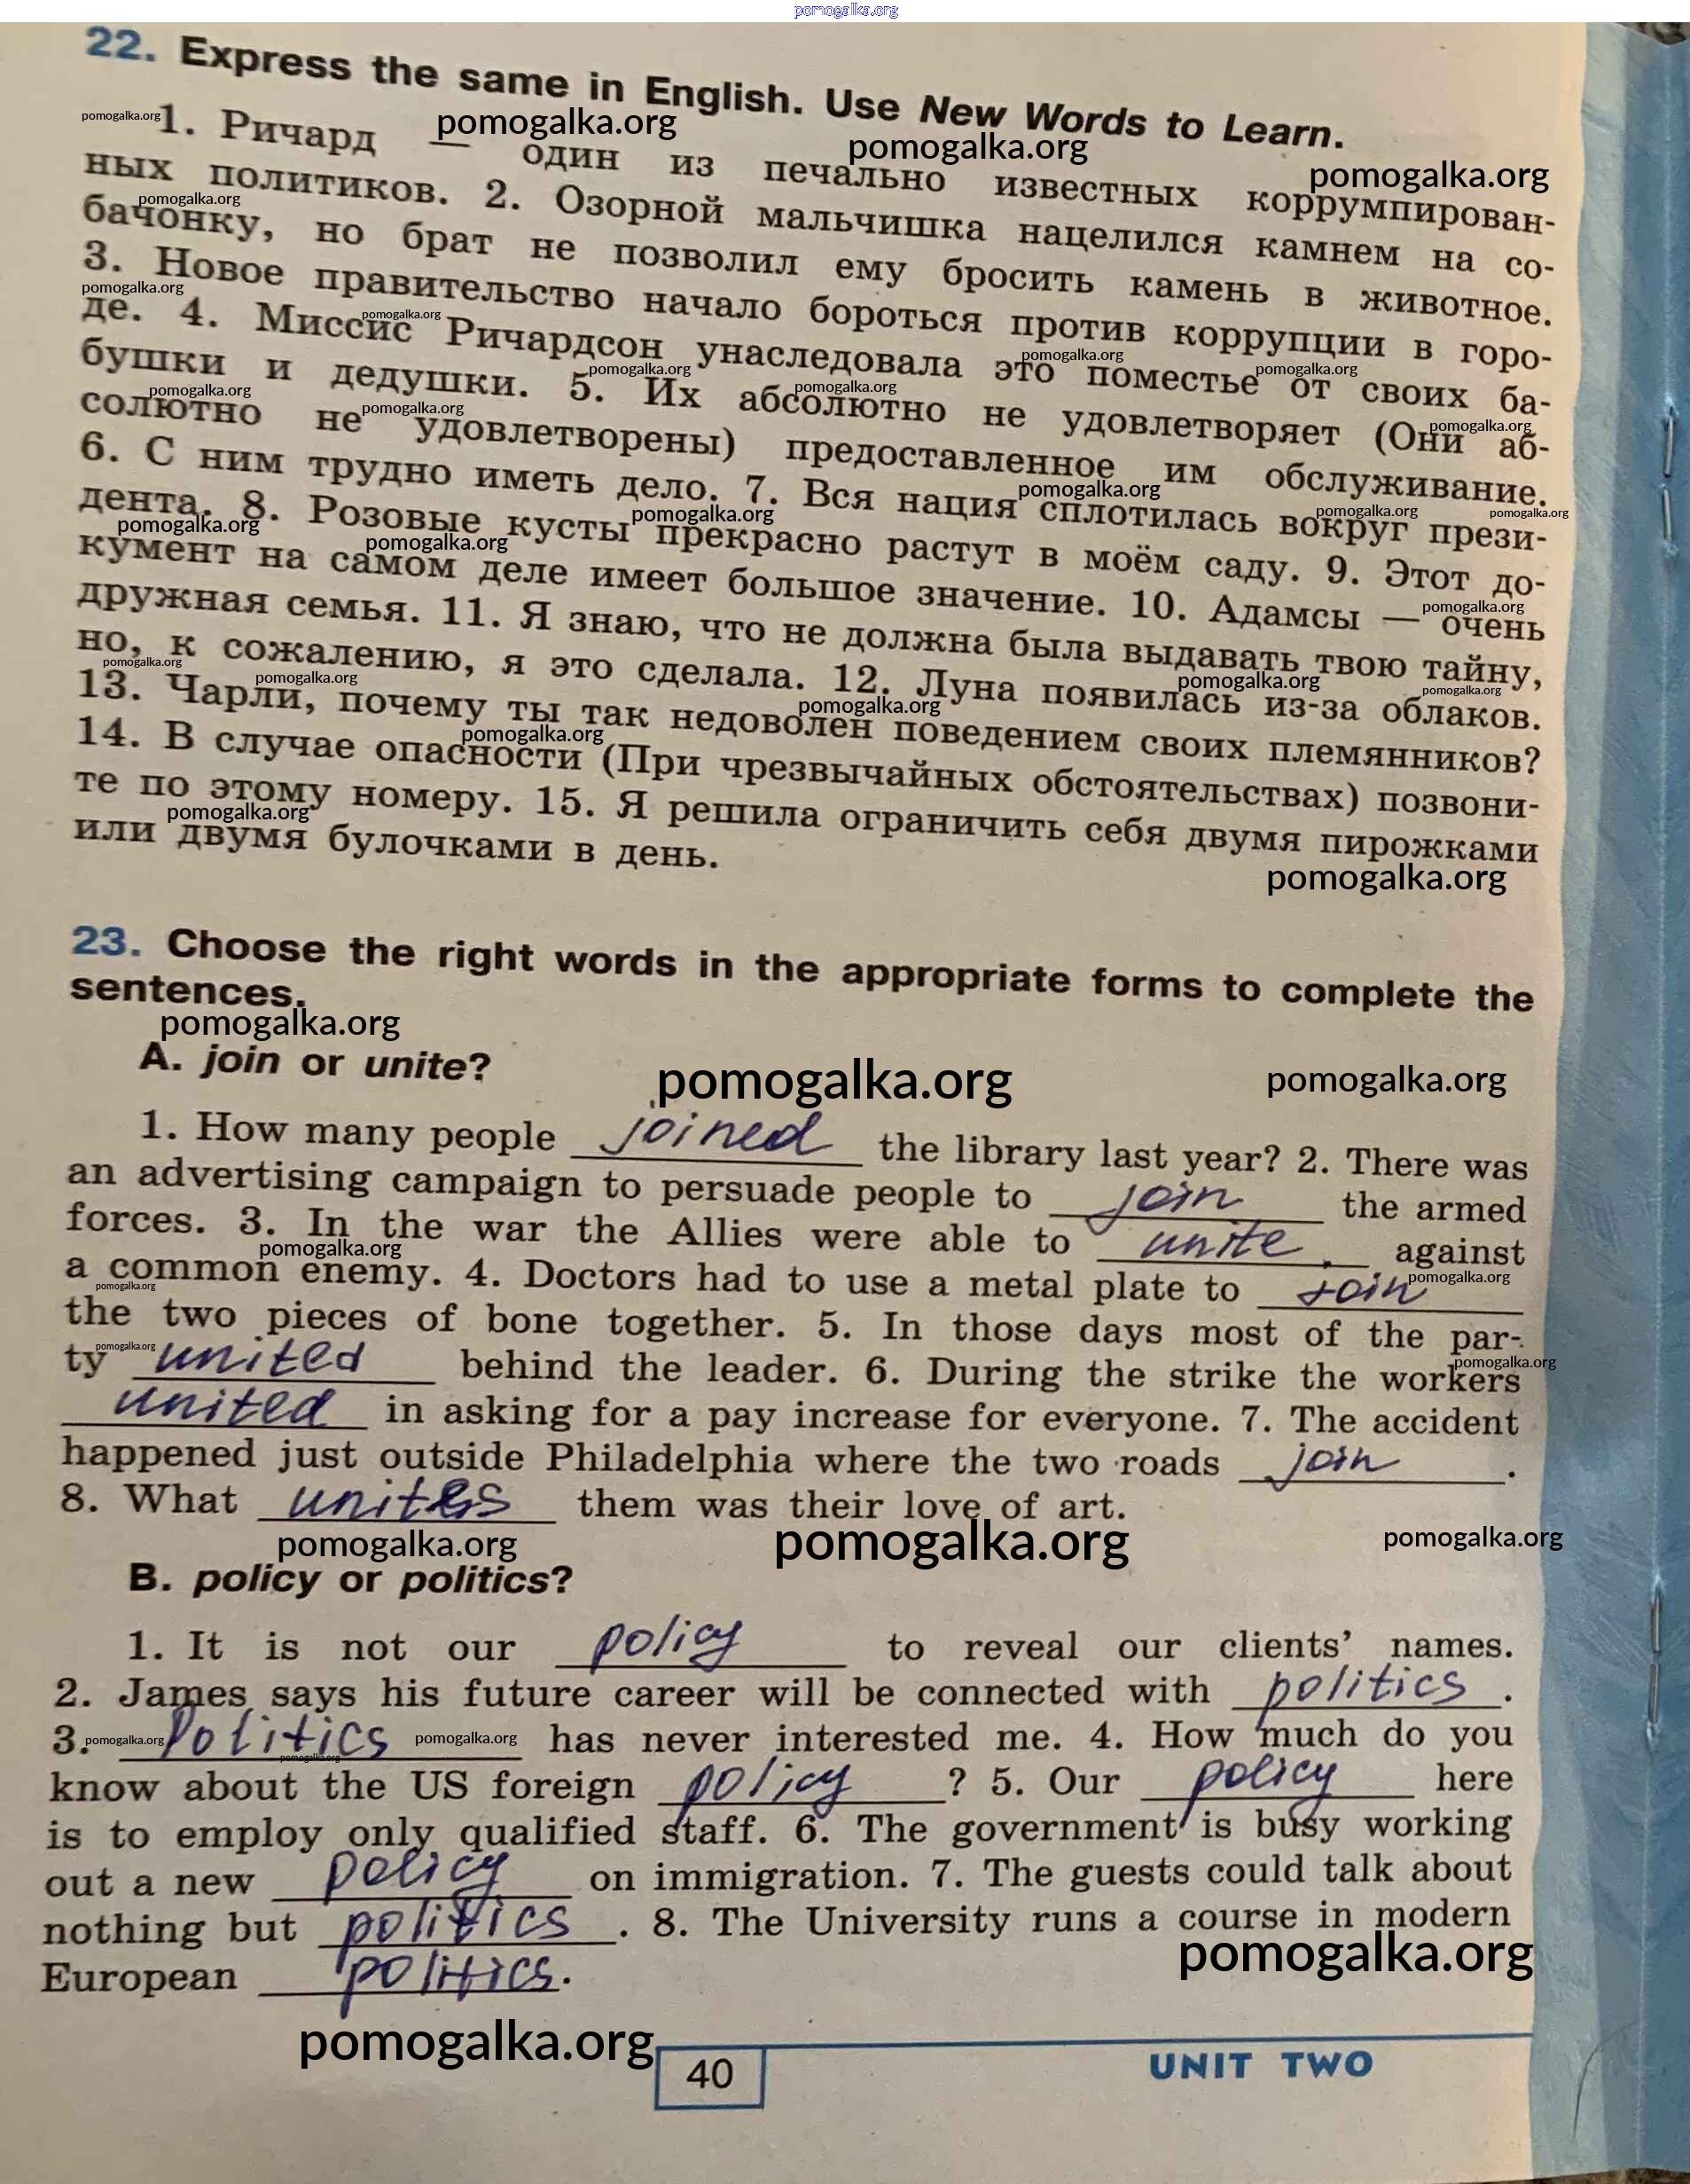 pomogalka.org
22. Express the same in English. Use New Words to Learn.
1. Ричард — один из печально известных коррумпирован-
ных политиков. 2. Озорной мальчишка нацелился камнем на со-
бачонку, но брат не позволил ему бросить камень в животное.
3. Новое правительство начало бороться против коррупции в горо-
де. 4. Миссис Ричардсон унаследовала это поместье от своих ба-
бушки и дедушки. 5. Их абсолютно не удовлетворяет (Они аб-
солютно не удовлетворены) предоставленное им обслуживание.
6. С ним трудно иметь дело. 7. Вся нация сплотилась вокруг прези-
дента. 8. Розовые кусты прекрасно растут в моём саду. 9. Этот до-
кумент на самом деле имеет большое значение. 10. Адамсы — очень
дружная семья. 11. Я знаю, что не должна была выдавать твою тайну,
но, к сожалению, я это сделала. 12. Луна появилась из-за облаков.
13. Чарли, почему ты так недоволен поведением своих племянников?
14. В случае опасности (При чрезвычайных обстоятельствах) позвони-
те по этому номеру. 15. Я решила ограничить себя двумя пирожками
или двумя булочками в день.
pomogalka.org
23. Choose the right words in the appropriate forms to complete the
sentences.
pomogalka.org
A. join or unite?
pomogalka.org
pomogalka.org
1. How many people joined the library last year? 2. There was
an advertising campaign to persuade people to join the armed
forces. 3. In the war the Allies were able to unite against
a common enemy. 4. Doctors had to use a metal plate to join
the two pieces of bone together. 5. In those days most of the par-
ty united behind the leader. 6. During the strike the workers
united in asking for a pay increase for everyone. 7. The accident
happened just outside Philadelphia where the two roads join.
8. What unites them was their love of art.
pomogalka.org pomogalka.org pomogalka.org
B. policy or politics?
1. It is not our policy to reveal our clients' names.
2. James says his future career will be connected with politics.
3. Politics has never interested me. 4. How much do you
know about the US foreign policy? 5. Our policy here
is to employ only qualified staff. 6. The government is busy working
out a new policy on immigration. 7. The guests could talk about
nothing but politics. 8. The University runs a course in modern
European politics.
pomogalka.org
pomogalka.org
40
UNIT TWO